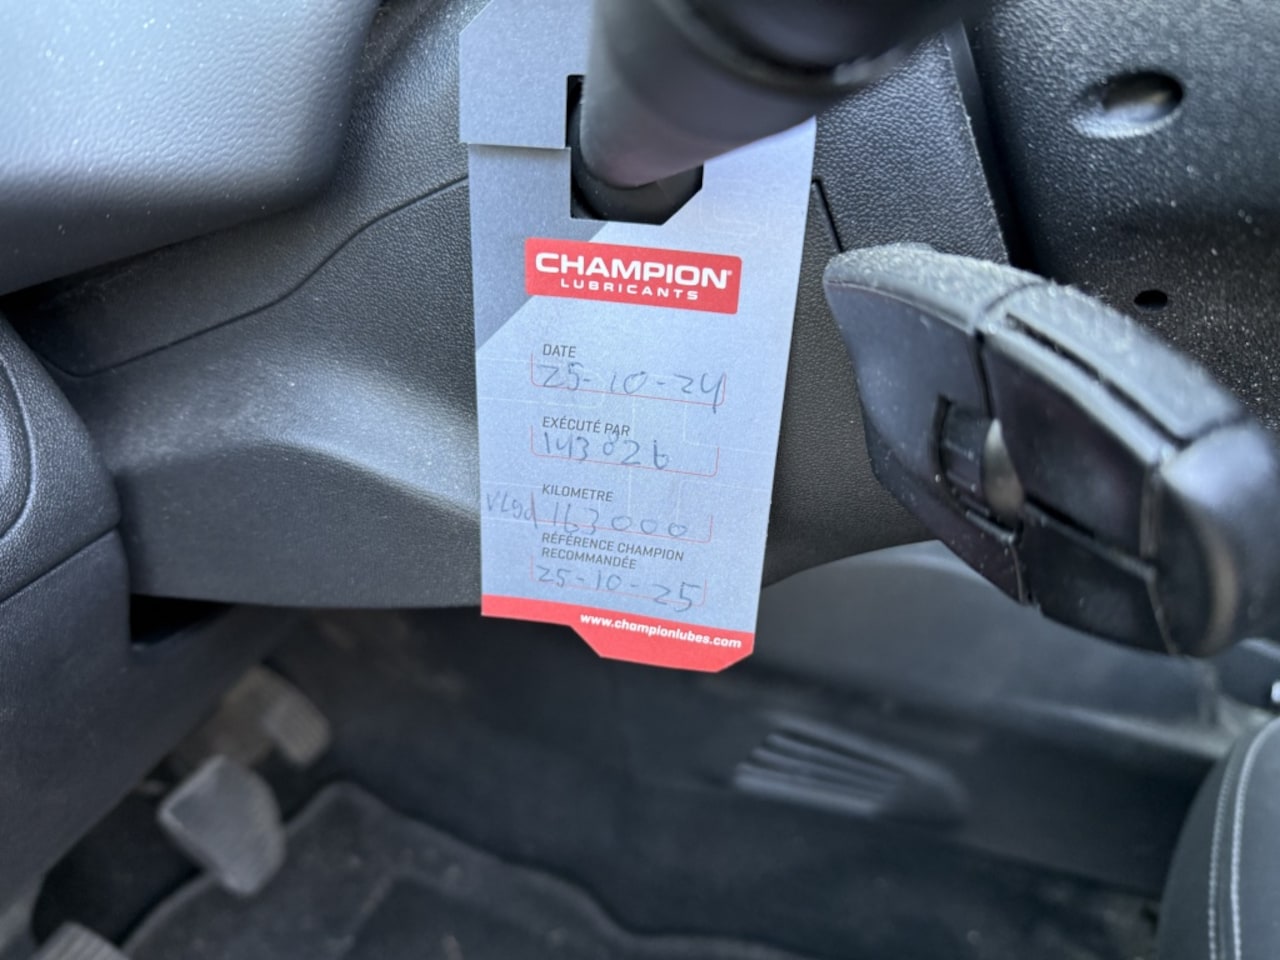 CHAMPION®
LUBRICANTS
DATE
25-10-24
EXÉCUTÉ PAR
143826
KILOMETRE
163000
RÉFÉRENCE CHAMPION
RECOMMANDÉE
25-10-25
www.championlubes.com